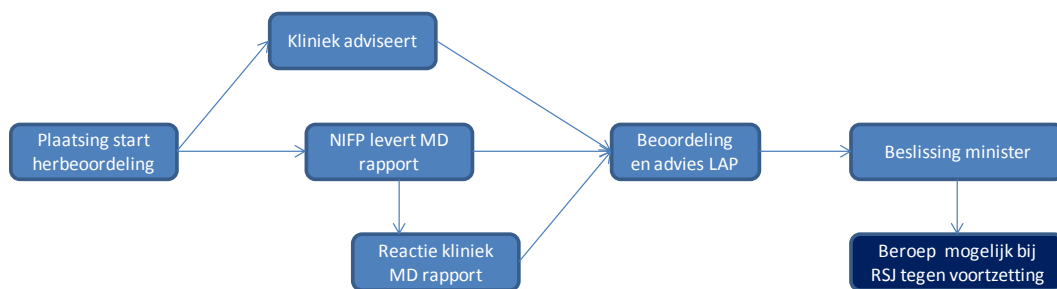 Kliniek adviseert
Plaatsing start
herbeoordeling
NIFP levert MD
rapport
Beoordeling
en advies LAP
Beslissing minister
Reactie kliniek
MD rapport
Beroep mogelijk bij
RSJ tegen voortzetting